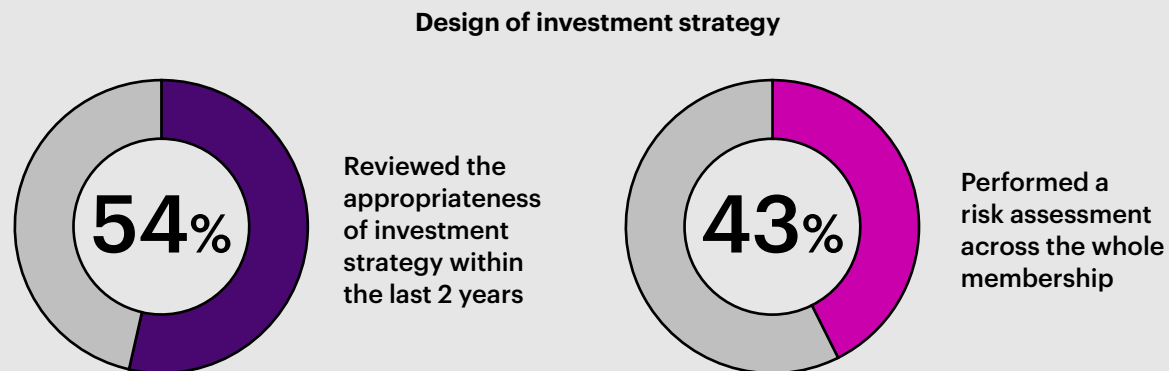 Design of investment strategy
54%
Reviewed the
appropriateness
of investment
strategy within
the last 2 years
43%
Performed a
risk assessment
across the whole
membership